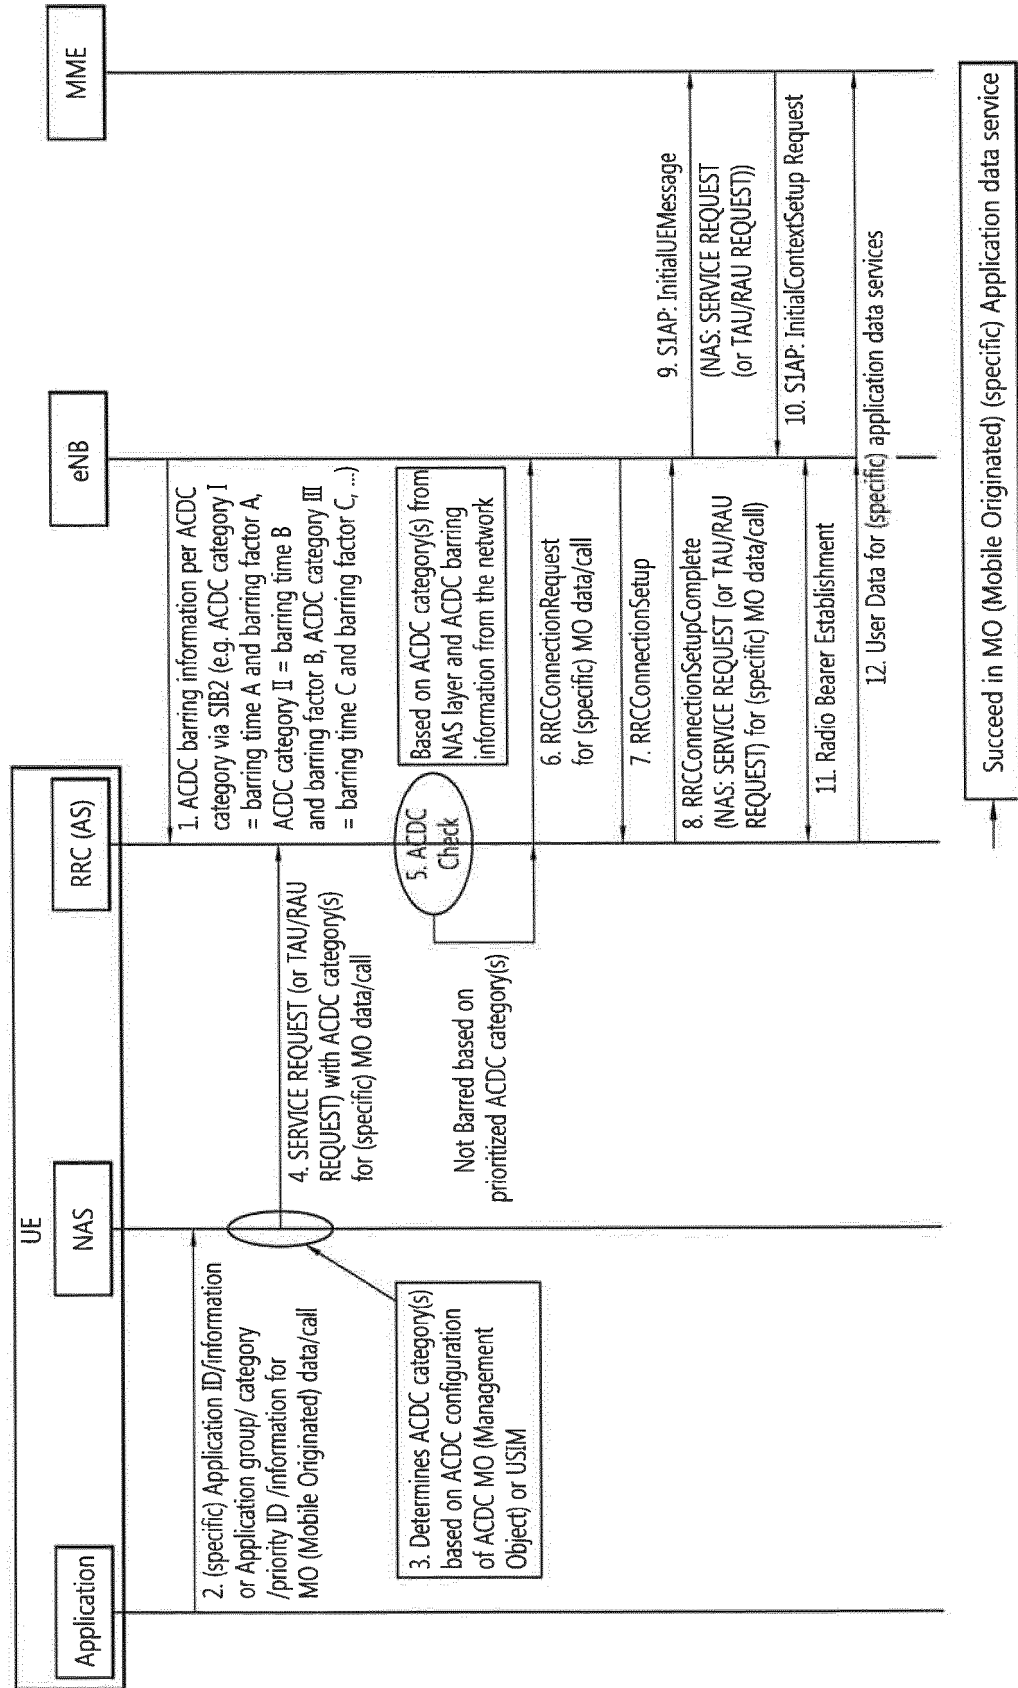 UE
Application
NAS
RRC (AS)
eNB
MME
1. ACDC barring information per ACDC
category via SIB2 (e.g. ACDC category I
= barring time A and barring factor A,
ACDC category II = barring time B
and barring factor B, ACDC category III
= barring time C and barring factor C, ...)
2. (specific) Application ID/information
or Application group/ category
/priority ID /information for
MO (Mobile Originated) data/call
3. Determines ACDC category(s)
based on ACDC configuration
of ACDC MO (Management
Object) or USIM
4. SERVICE REQUEST (or TAU/RAU
REQUEST) with ACDC category(s)
for (specific) MO data/call
5. ACDC
Check
Based on ACDC category(s) from
NAS layer and ACDC barring
information from the network
Not Barred based on
prioritized ACDC category(s)
6. RRCConnectionRequest
for (specific) MO data/call
7. RRCConnectionSetup
8. RRCConnectionSetupComplete
(NAS: SERVICE REQUEST (or TAU/RAU
REQUEST) for (specific) MO data/call)
9. S1AP: InitialUEMessage
(NAS: SERVICE REQUEST
(or TAU/RAU REQUEST))
10. S1AP: InitialContextSetup Request
11. Radio Bearer Establishment
12. User Data for (specific) application data services
Succeed in MO (Mobile Originated) (specific) Application data service